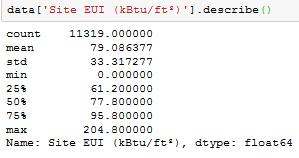 data['Site EUI (kBtu/ft²)'].describe()
count 11319.000000
mean 79.086377
std 33.317277
min 0.000000
25% 61.200000
50% 77.800000
75% 95.800000
max 204.800000
Name: Site EUI (kBtu/ft²), dtype: float64